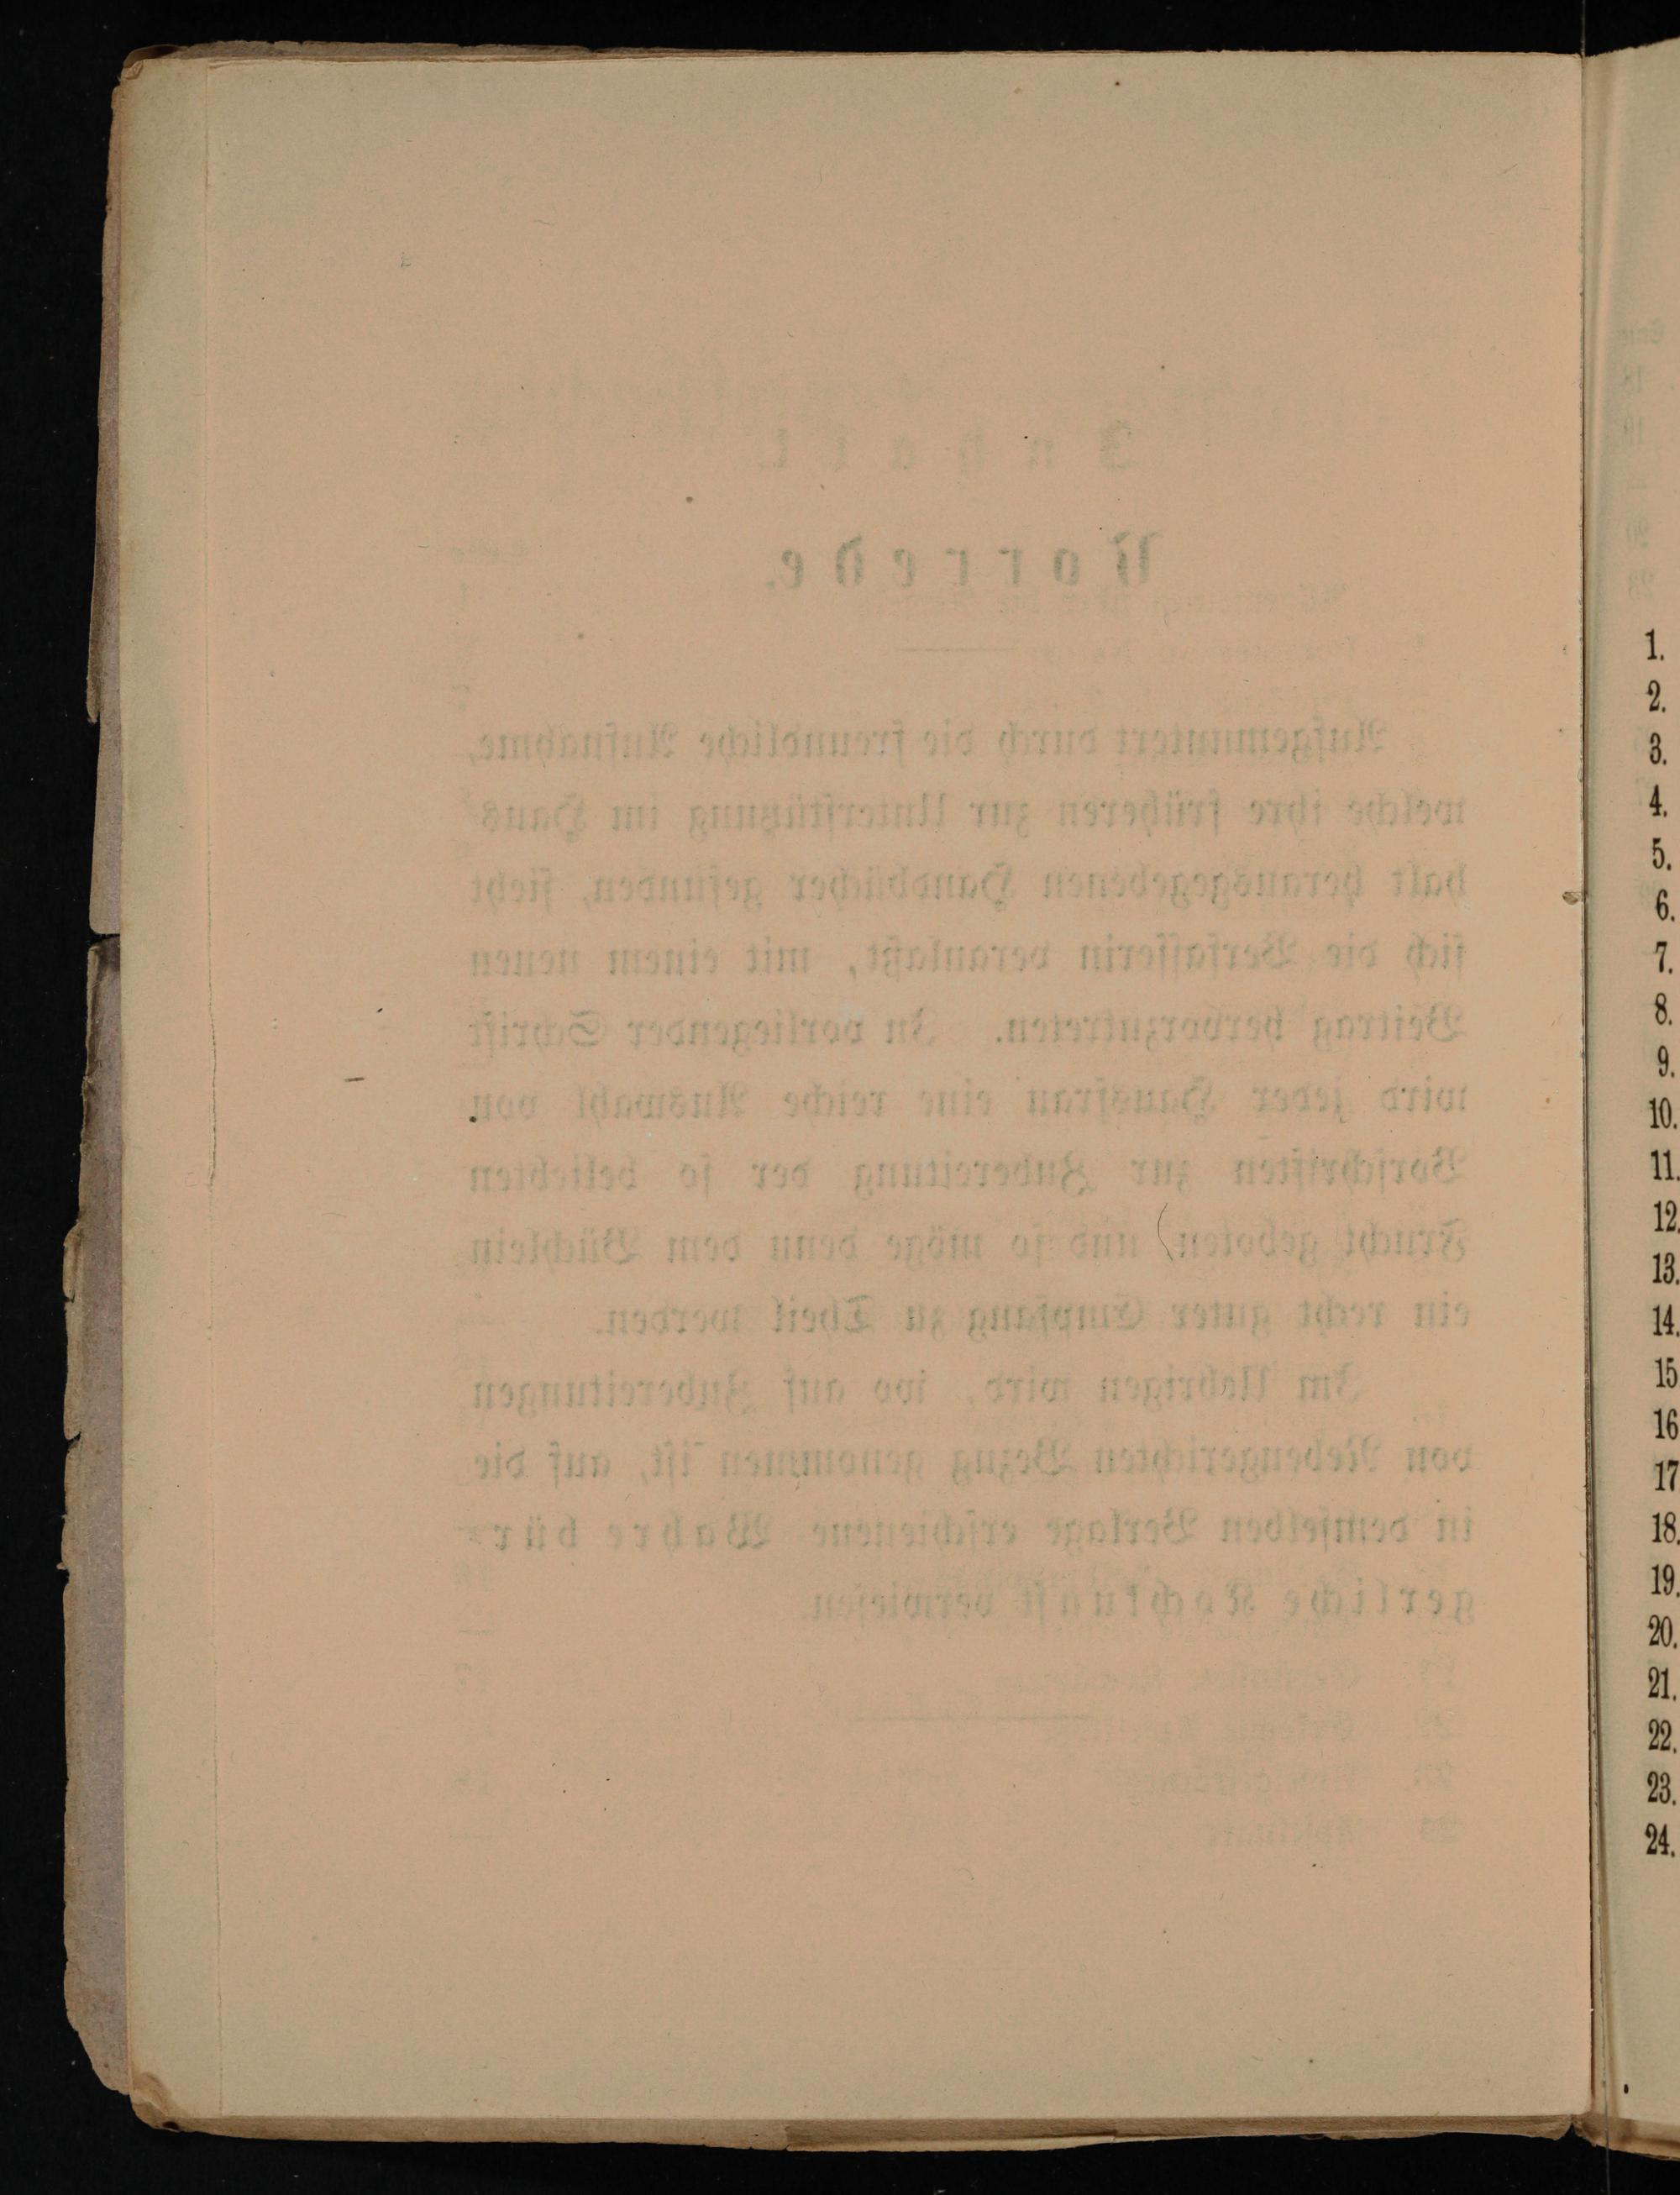 Inhalt.
Vorrede.
Aufgemuntert durch die freundliche Aufnahme,
welche ihre früheren zur Unterstützung im Haus
halt herausgegebenen Handbücher gefunden, sieht
sich die Verfasserin veranlaßt, mit einem neuen
Beitrag hervorzutreten. In vorliegender Schrift
wird jeder Hausfrau eine reiche Auswahl von
Vorschriften zur Zubereitung der so beliebten
Frucht geboten) und so möge denn dem Büchlein
ein recht guter Empfang zu Theil werden.
Im Uebrigen wird, wo auf Zubereitungen
von Nebengerichten Bezug genommen ist, auf die
in demselben Verlage erschienene Wahre bür-
gerliche Kochkunst verwiesen.
1.
2.
3.
4.
5.
6.
7.
8.
9.
10.
11.
12.
13.
14.
15
16
17
18.
19.
20.
21.
22.
23.
24.